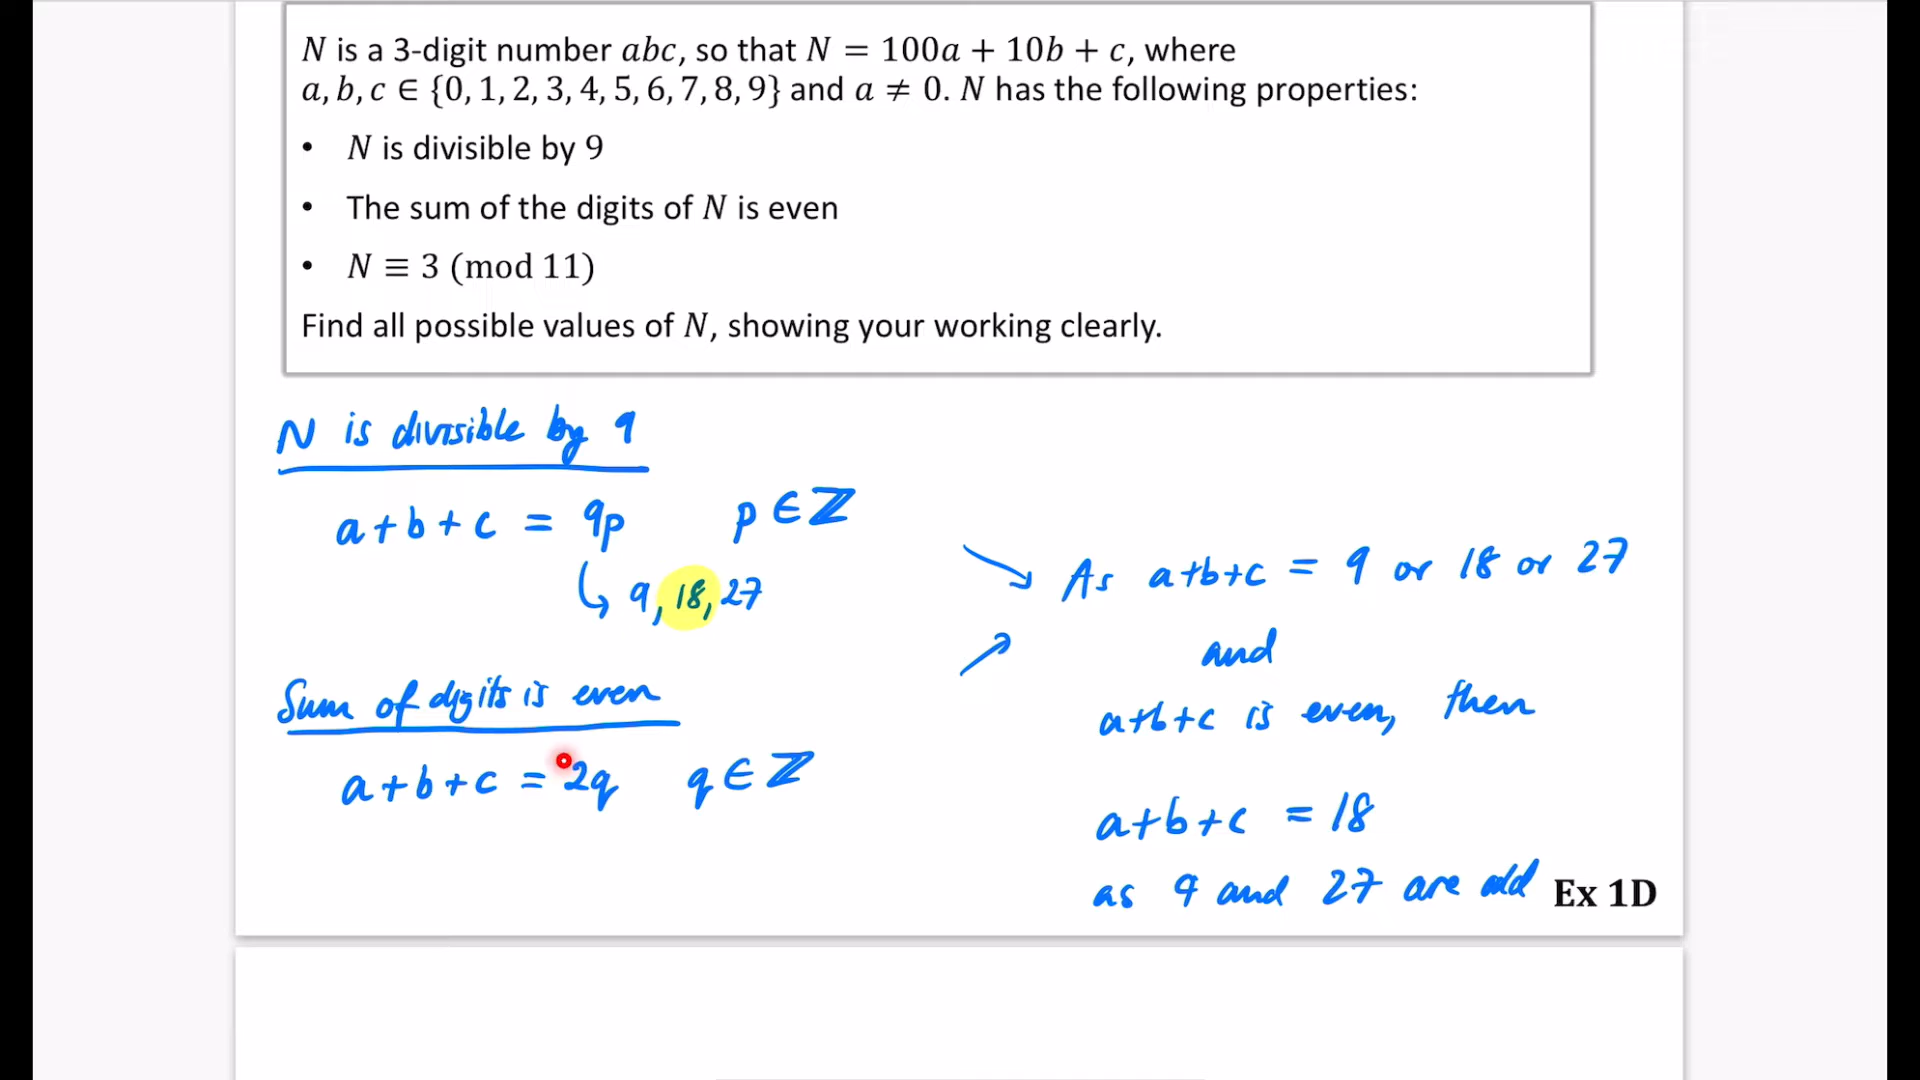 N is a 3-digit number abc, so that N = 100a + 10b + c, where
a, b, c ∈ {0, 1, 2, 3, 4, 5, 6, 7, 8, 9} and a ≠ 0. N has the following properties:
• N is divisible by 9
• The sum of the digits of N is even
• N ≡ 3 (mod 11)
Find all possible values of N, showing your working clearly.
N is divisible by 9
a+b+c = 9p p ∈ ℤ
↳ 9, 18, 27
Sum of digits is even
a+b+c = 2q q ∈ ℤ
As a+b+c = 9 or 18 or 27
and
a+b+c is even, then
a+b+c = 18
as 9 and 27 are odd
Ex 1D